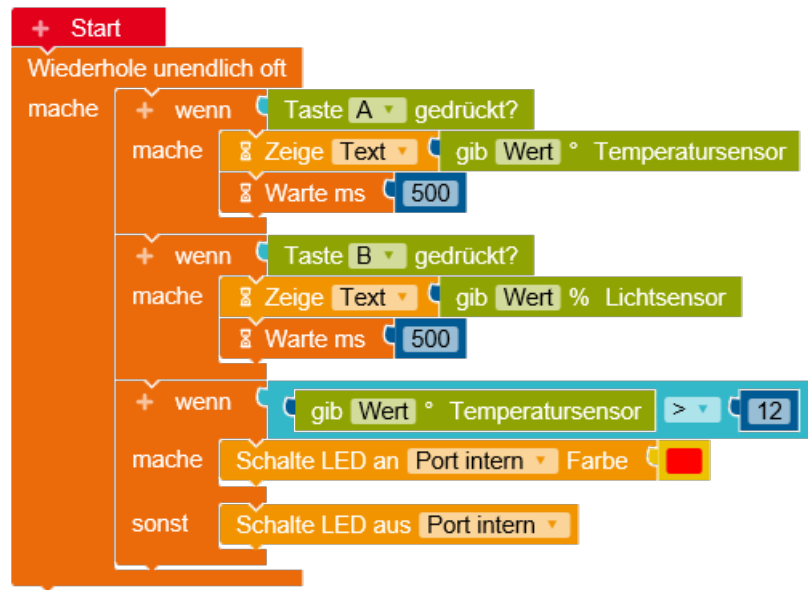 + Start
Wiederhole unendlich oft
mache + wenn Taste A gedrückt?
mache Zeige Text gib Wert ° Temperatursensor
Warte ms 500
+ wenn Taste B gedrückt?
mache Zeige Text gib Wert % Lichtsensor
Warte ms 500
+ wenn gib Wert ° Temperatursensor > 12
mache Schalte LED an Port intern Farbe
sonst Schalte LED aus Port intern